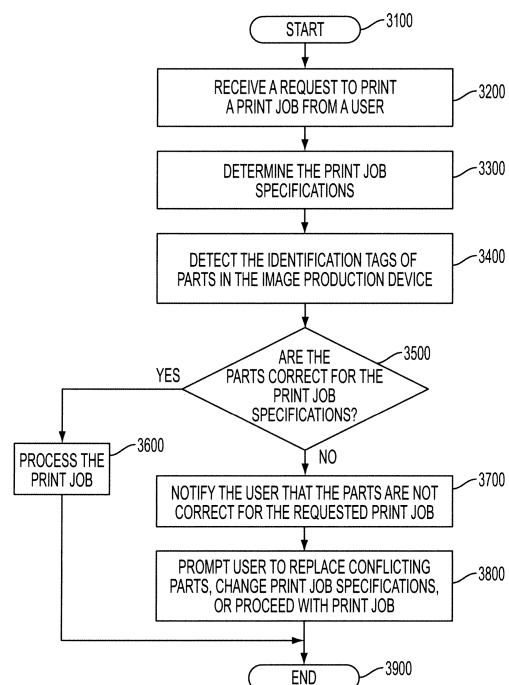 START
3100
RECEIVE A REQUEST TO PRINT
A PRINT JOB FROM A USER
3200
DETERMINE THE PRINT JOB
SPECIFICATIONS
3300
DETECT THE IDENTIFICATION TAGS OF
PARTS IN THE IMAGE PRODUCTION DEVICE
3400
ARE THE
PARTS CORRECT FOR THE
PRINT JOB
SPECIFICATIONS?
3500
YES
NO
PROCESS THE
PRINT JOB
3600
NOTIFY THE USER THAT THE PARTS ARE NOT
CORRECT FOR THE REQUESTED PRINT JOB
3700
PROMPT USER TO REPLACE CONFLICTING
PARTS, CHANGE PRINT JOB SPECIFICATIONS,
OR PROCEED WITH PRINT JOB
3800
END
3900